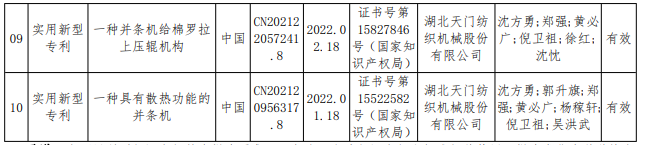 09 实用新型专利 一种并条机给棉罗拉上压辊机构 中国 CN202122057241.8 2022.02.18 证书号第15827846号（国家知识产权局） 湖北天门纺织机械股份有限公司 沈方勇;郑强;黄必广;倪卫祖;徐红;沈忱 有效
10 实用新型专利 一种具有散热功能的并条机 中国 CN202120956317.8 2022.01.18 证书号第15522582号（国家知识产权局） 湖北天门纺织机械股份有限公司 沈方勇;郭升旗;郑强;黄必广;杨稼轩;倪卫祖;吴洪武 有效